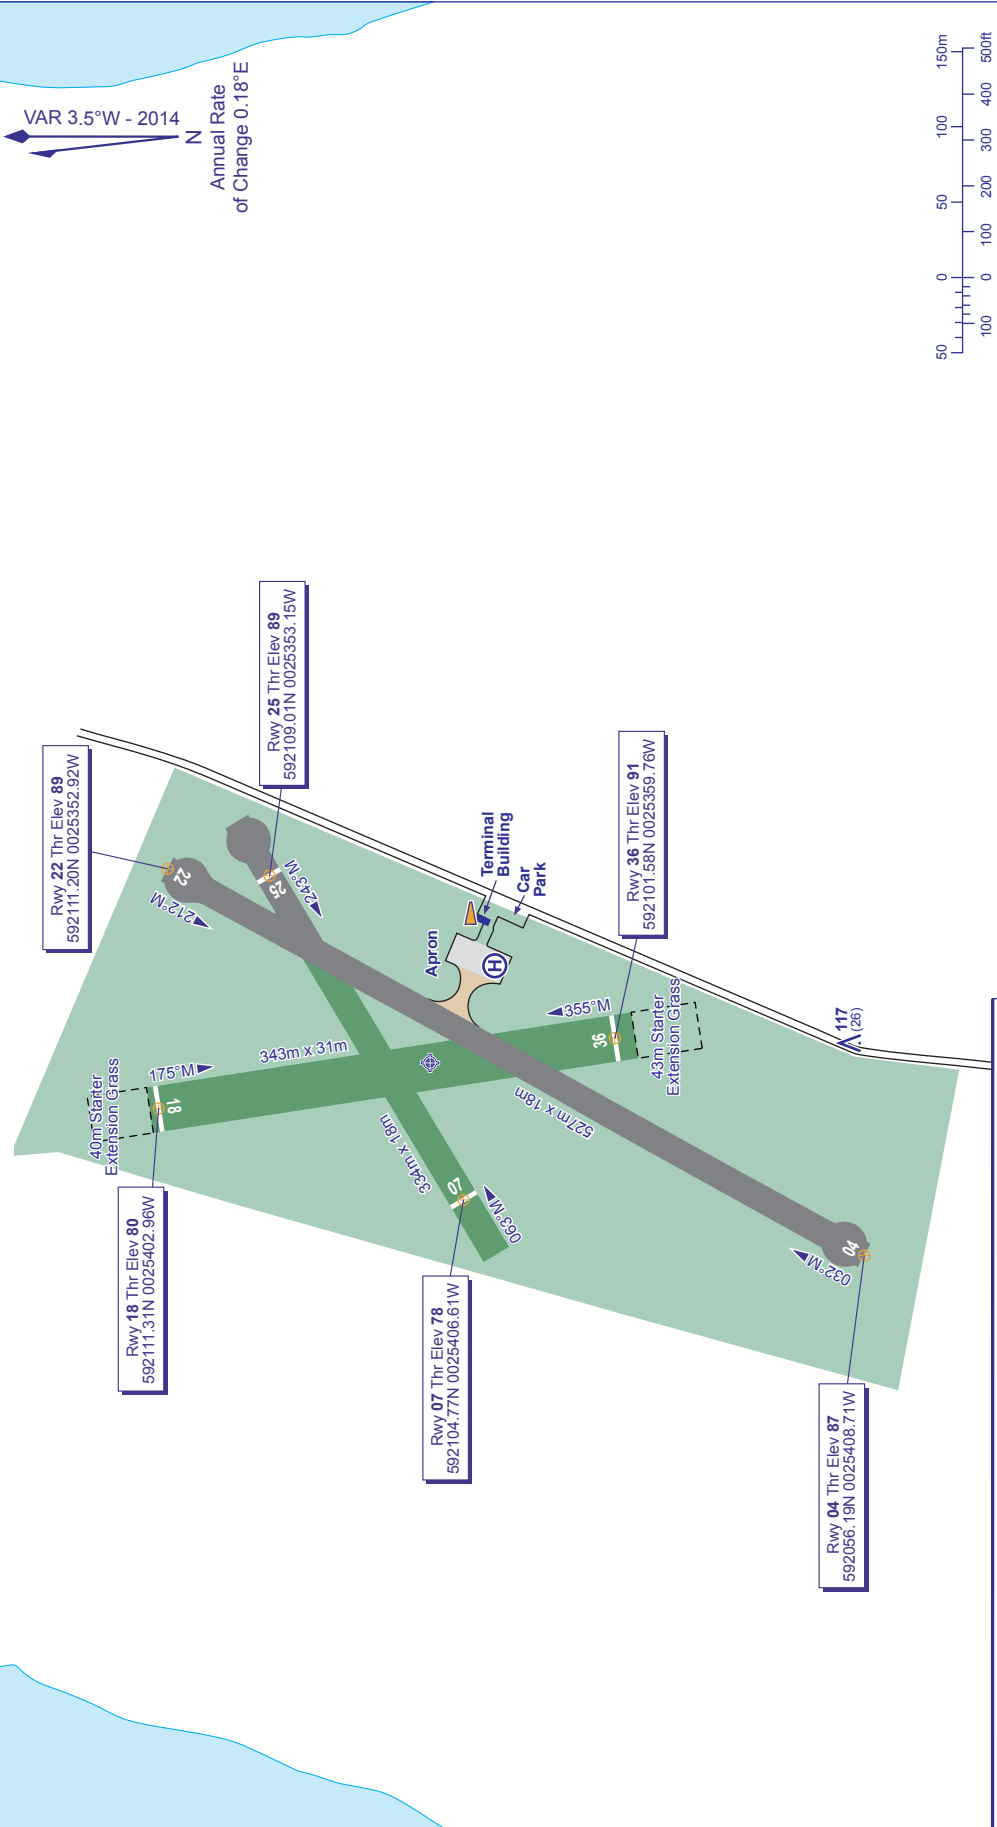 VAR 3.5°W - 2014
N
Annual Rate
of Change 0.18°E
50
0
50
100
150m
100
0
100
200
300
400
500ft
Rwy 22 Thr Elev 89
592111.20N 0025352.92W
Rwy 25 Thr Elev 89
592109.01N 0025353.15W
Rwy 36 Thr Elev 91
592101.58N 0025359.76W
22
212°M
25
243°M
Terminal
Building
Car
Park
Apron
H
355°M
36
43m Starter
Extension Grass
117
(26)
343m x 31m
175°M
18
40m Starter
Extension Grass
527m x 18m
334m x 18m
07
063°M
04
032°M
Rwy 18 Thr Elev 80
592111.31N 0025402.96W
Rwy 07 Thr Elev 78
592104.77N 0025406.61W
Rwy 04 Thr Elev 87
592056.19N 0025408.71W